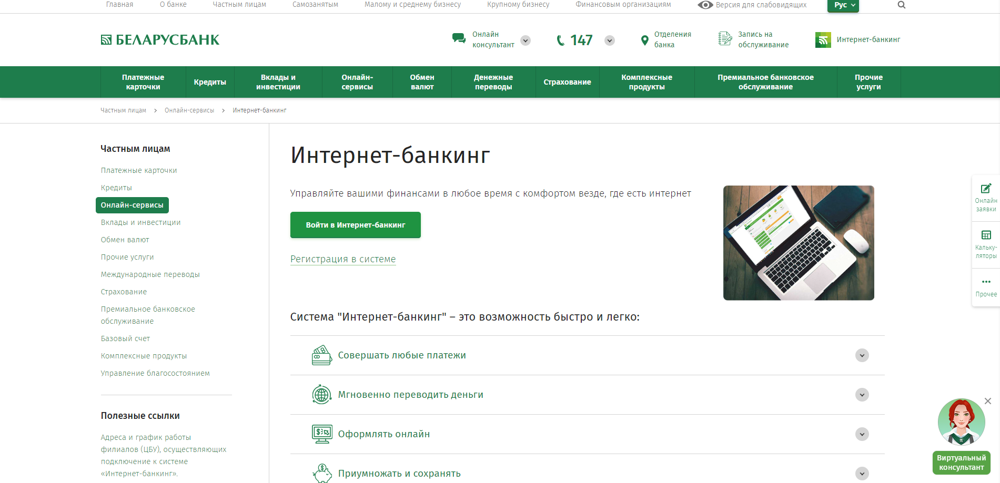 Главная
О банке
Частным лицам
Самозанятым
Малому и среднему бизнесу
Крупному бизнесу
Финансовым организациям
Версия для слабовидящих
Рус
БЕЛАРУСБАНК
Онлайн
консультант
147
Отделения
банка
Запись на
обслуживание
Интернет-банкинг
Платежные
карточки
Кредиты
Вклады и
инвестиции
Онлайн-
сервисы
Обмен
валют
Денежные
переводы
Страхование
Комплексные
продукты
Премиальное банковское
обслуживание
Прочие
услуги
Частным лицам
Онлайн-сервисы
Интернет-банкинг
Частным лицам
Платежные карточки
Кредиты
Онлайн-сервисы
Вклады и инвестиции
Обмен валют
Прочие услуги
Международные переводы
Страхование
Премиальное банковское
обслуживание
Базовый счет
Комплексные продукты
Управление благосостоянием
Полезные ссылки
Адреса и график работы
филиалов (ЦБУ), осуществляющих
подключение к системе
«Интернет-банкинг».
Интернет-банкинг
Управляйте вашими финансами в любое время с комфортом везде, где есть интернет
Войти в Интернет-банкинг
Регистрация в системе
Система "Интернет-банкинг" – это возможность быстро и легко:
Совершать любые платежи
Мгновенно переводить деньги
Оформлять онлайн
Приумножать и сохранять
Онлайн
заявки
Кальку-
ляторы
Прочее
Виртуальный
консультант